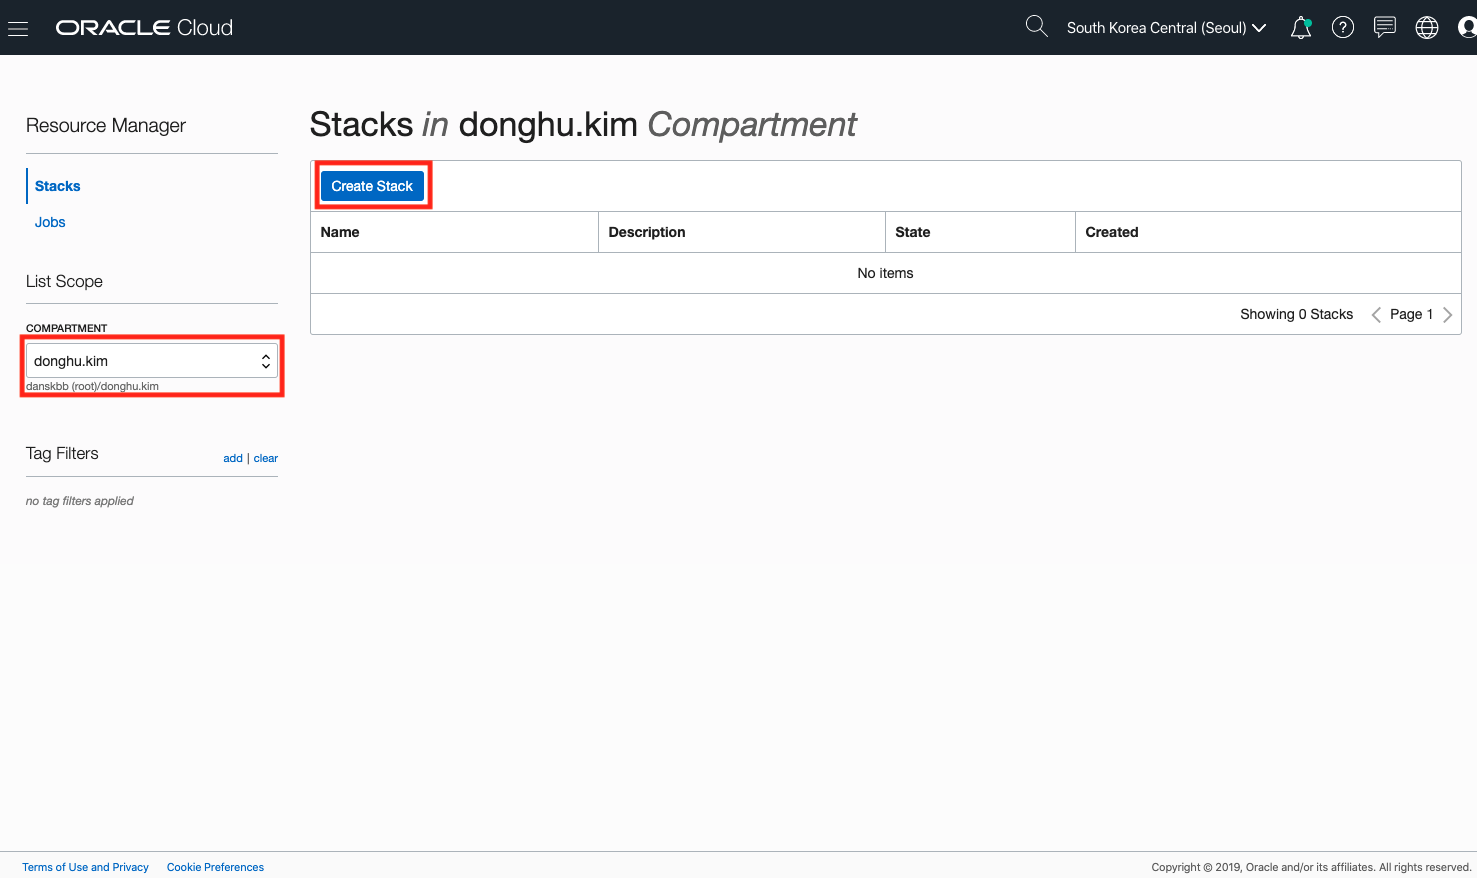 ORACLE Cloud
South Korea Central (Seoul)
Resource Manager
Stacks
Jobs
List Scope
COMPARTMENT
donghu.kim
danskbb (root)/donghu.kim
Tag Filters
add | clear
no tag filters applied
Stacks in donghu.kim Compartment
Create Stack
Name Description State Created
No items
Showing 0 Stacks Page 1
Terms of Use and Privacy Cookie Preferences
Copyright © 2019, Oracle and/or its affiliates. All rights reserved.